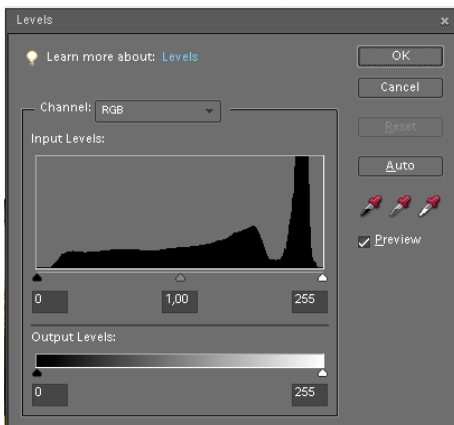 Levels
Learn more about: Levels
OK
Cancel
Reset
Auto
Preview
Channel: RGB
Input Levels:
0 1,00 255
Output Levels:
0 255